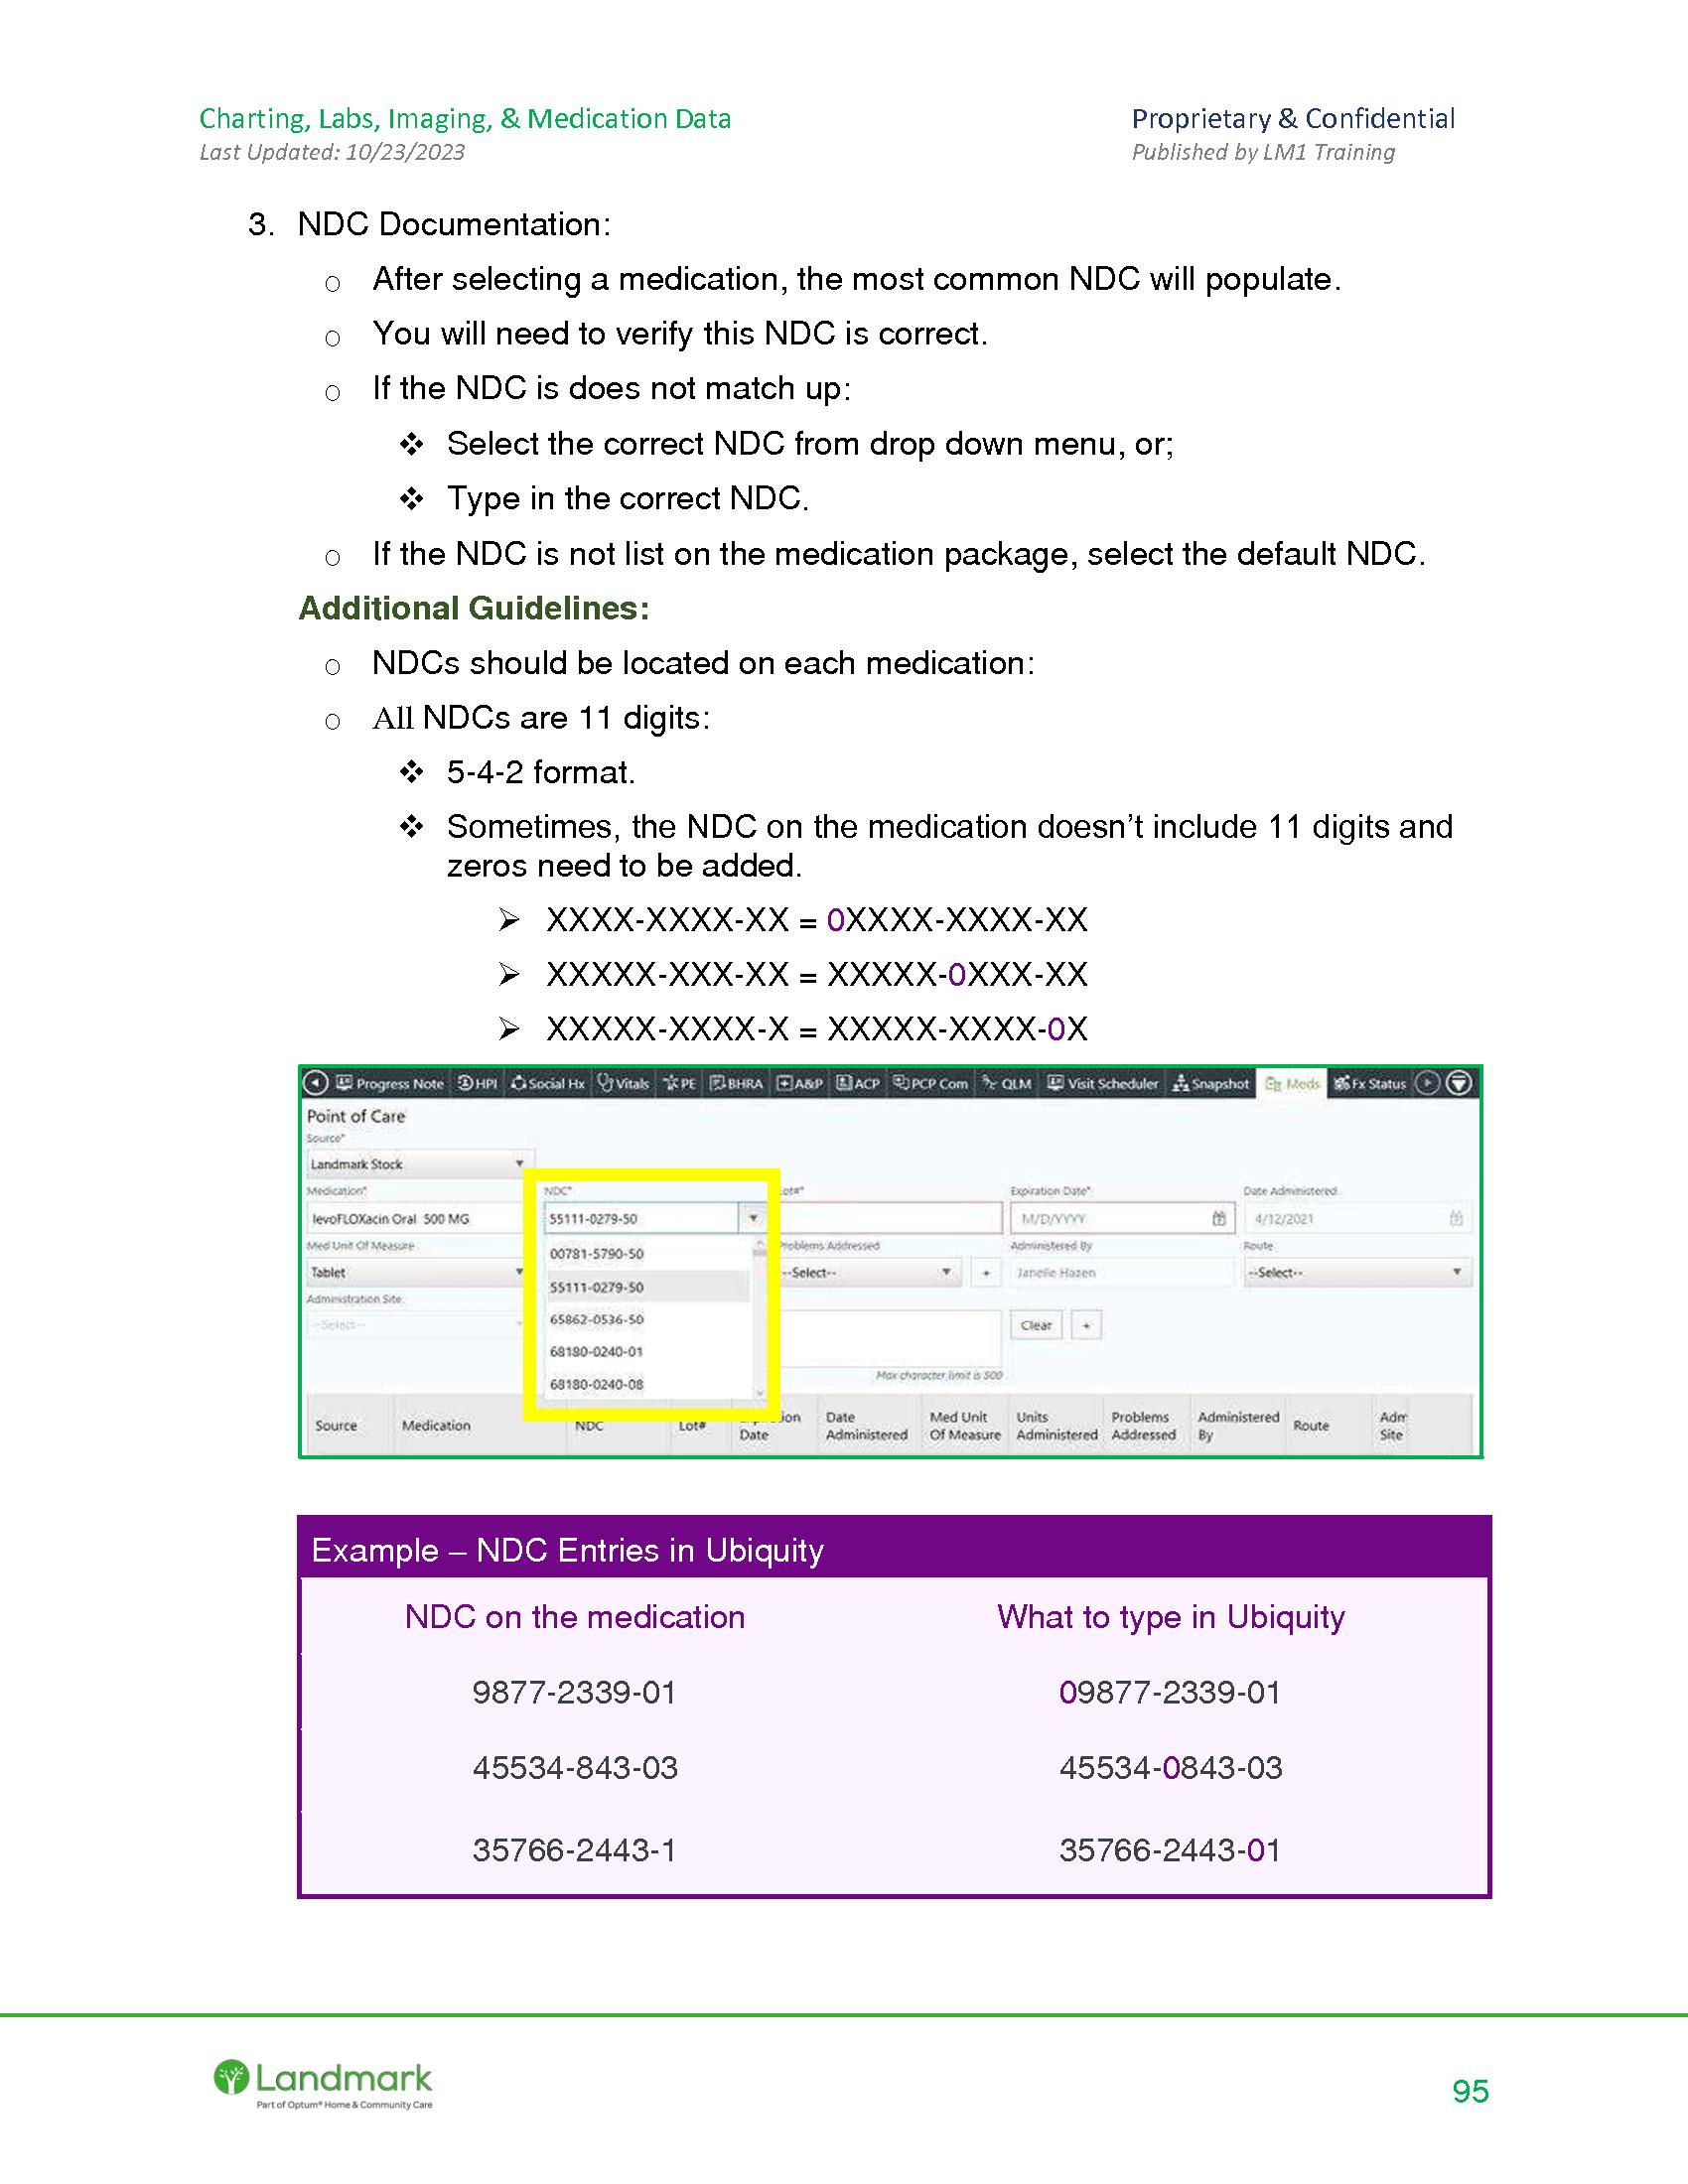 Charting, Labs, Imaging, & Medication Data
Last Updated: 10/23/2023
Proprietary & Confidential
Published by LM1 Training
3. NDC Documentation:
o After selecting a medication, the most common NDC will populate.
o You will need to verify this NDC is correct.
o If the NDC is does not match up:
❖ Select the correct NDC from drop down menu, or;
❖ Type in the correct NDC.
o If the NDC is not list on the medication package, select the default NDC.
Additional Guidelines:
o NDCs should be located on each medication:
o All NDCs are 11 digits:
❖ 5-4-2 format.
❖ Sometimes, the NDC on the medication doesn’t include 11 digits and
zeros need to be added.
➢ XXXX-XXXX-XX = 0XXXX-XXXX-XX
➢ XXXXX-XXX-XX = XXXXX-0XXX-XX
➢ XXXXX-XXXX-X = XXXXX-XXXX-0X
Progress Note HPI Social Hx Vitals PE BHRA A&P ACP PCP Com QLM Visit Scheduler Snapshot Meds Fx Status
Point of Care
Source*
Landmark Stock
Medication* NDC* Lot#* Expiration Date* Date Administered
levoFLOXacin Oral 500 MG 55111-0279-50 M/D/YYYY 4/12/2021
Med Unit Of Measure Problems Addressed Administered By Route
Tablet --Select-- + Janelle Hazen --Select--
Administration Site
--Select-- Clear +
00781-5790-50
55111-0279-50
65862-0536-50
68180-0240-01
68180-0240-08
Max character limit is 500
Source Medication NDC Lot# Date Date Administered Med Unit Of Measure Units Administered Problems Addressed Administered By Route Site
Example – NDC Entries in Ubiquity
NDC on the medication What to type in Ubiquity
9877-2339-01 09877-2339-01
45534-843-03 45534-0843-03
35766-2443-1 35766-2443-01
Landmark
Part of Optum® Home & Community Care
95